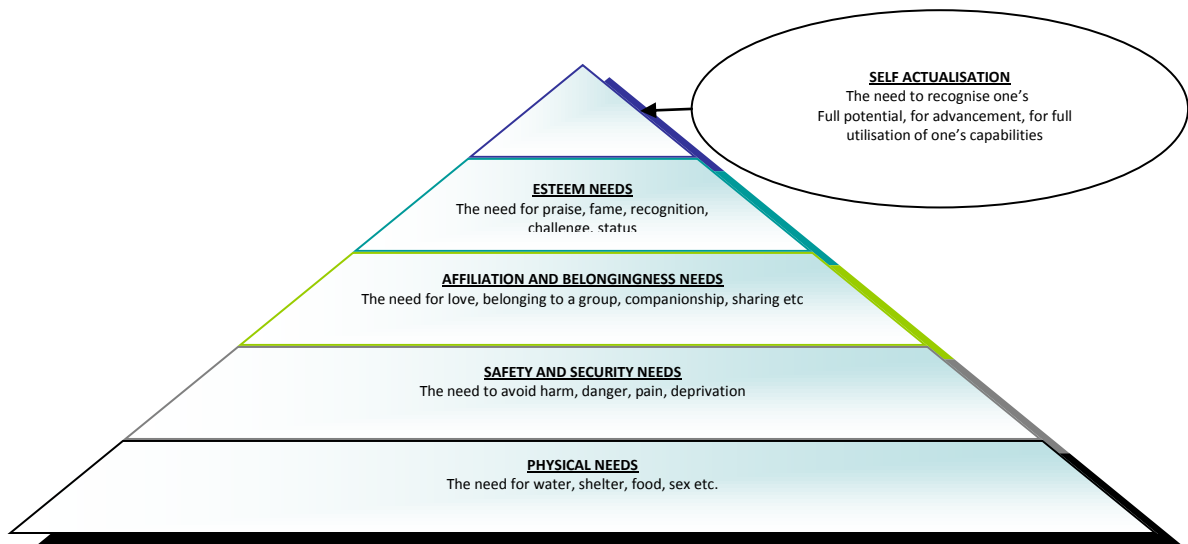 SELF ACTUALISATION
The need to recognise one's
Full potential, for advancement, for full
utilisation of one's capabilities
ESTEEM NEEDS
The need for praise, fame, recognition,
challenge, status
AFFILIATION AND BELONGINGNESS NEEDS
The need for love, belonging to a group, companionship, sharing etc
SAFETY AND SECURITY NEEDS
The need to avoid harm, danger, pain, deprivation
PHYSICAL NEEDS
The need for water, shelter, food, sex etc.